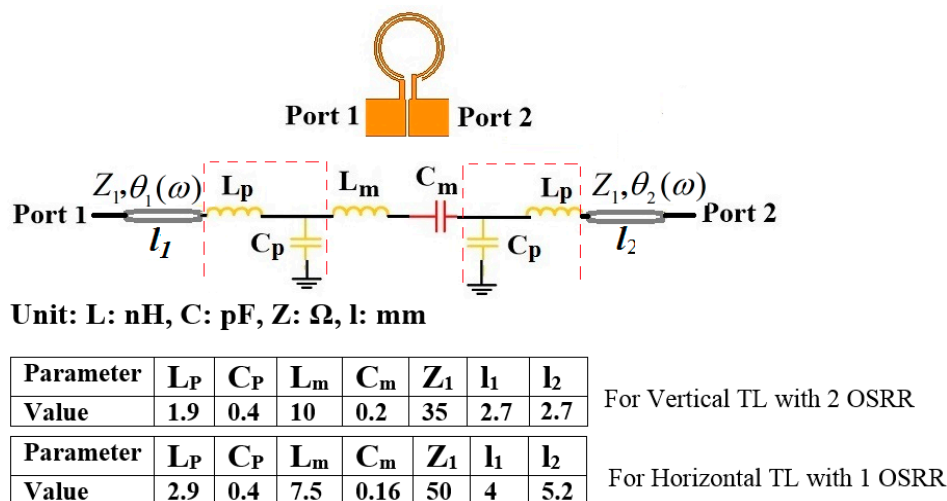 Port 1 Port 2
Z₁,θ₁(ω) Lp Lm Cm Lp Z₁,θ₂(ω)
Port 1 Port 2
l₁ Cp Cp l₂
Unit: L: nH, C: pF, Z: Ω, l: mm
Parameter LP CP Lm Cm Z1 l1 l2
Value 1.9 0.4 10 0.2 35 2.7 2.7
For Vertical TL with 2 OSRR
Parameter LP CP Lm Cm Z1 l1 l2
Value 2.9 0.4 7.5 0.16 50 4 5.2
For Horizontal TL with 1 OSRR